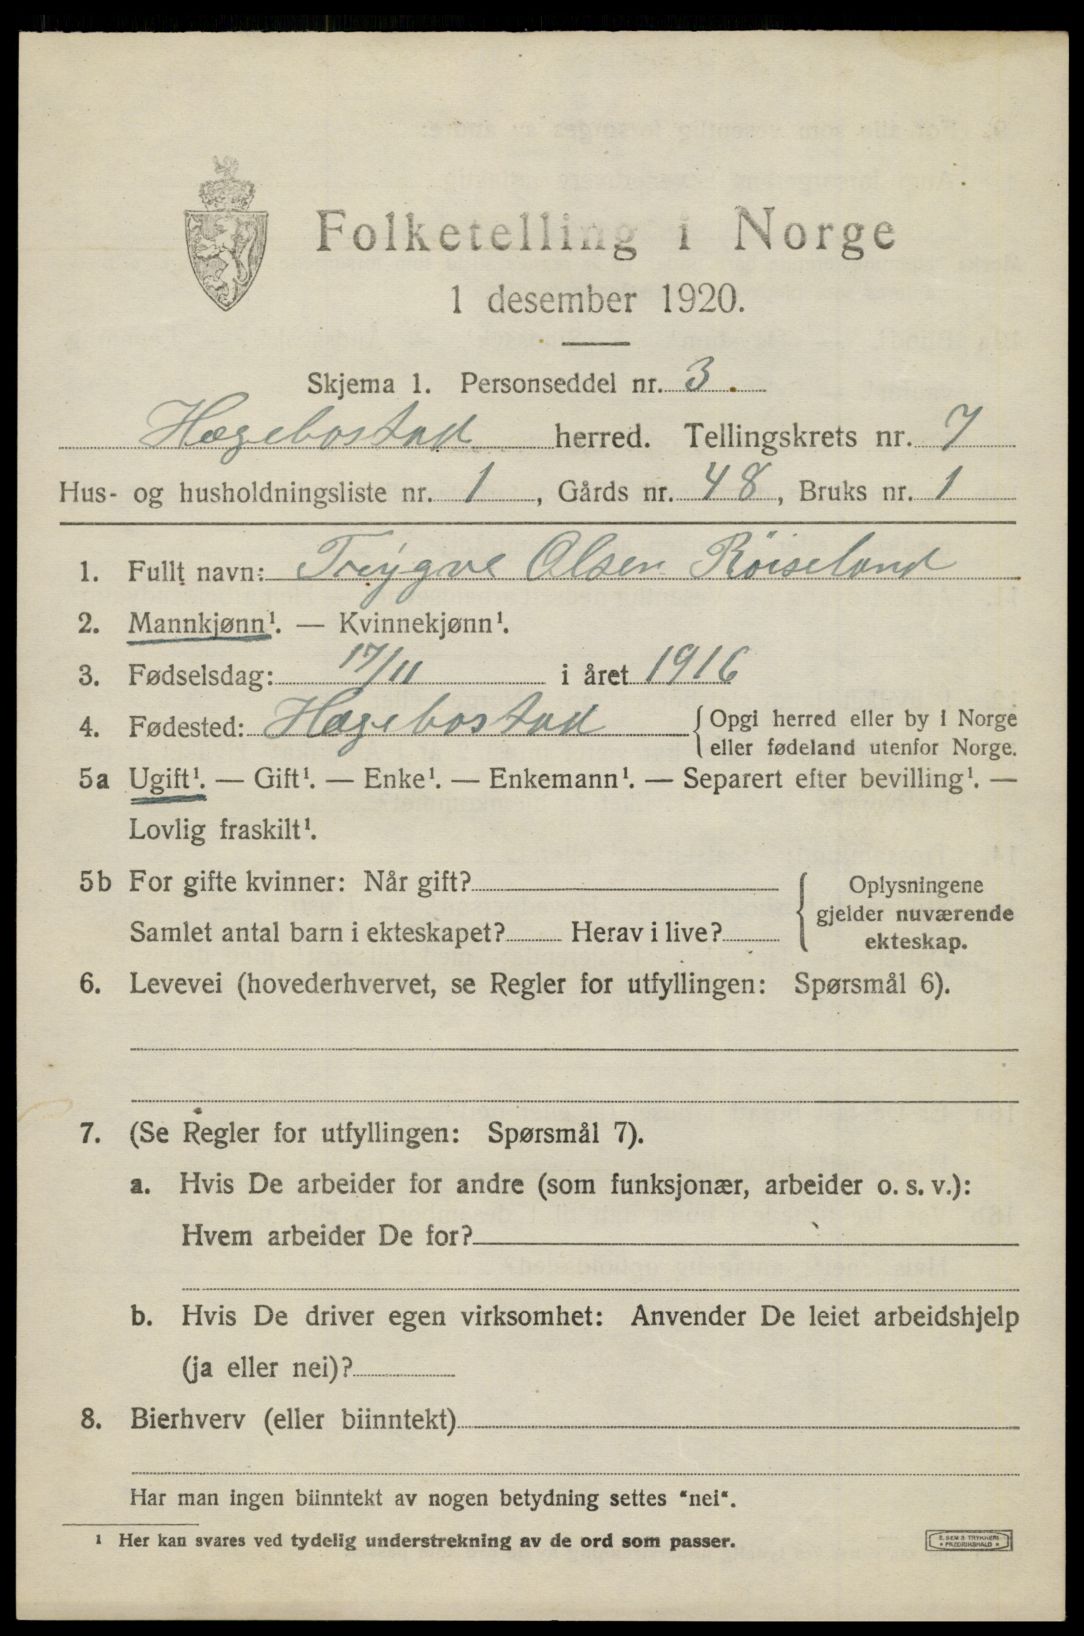 Folketelling i Norge
1 desember 1920.
Skjema 1. Personseddel nr. 3.
Hægebostad herred. Tellingskrets nr. 7
Hus- og husholdningsliste nr. 1, Gårds nr. 48, Bruks nr. 1
1. Fullt navn: Trygve Olsen Röiseland
2. Mannkjønn¹. — Kvinnekjønn¹.
3. Fødselsdag: 17/11 i året 1916
4. Fødested: Hægebostad { Opgi herred eller by i Norge
eller fødeland utenfor Norge.
5a Ugift¹. — Gift¹. — Enke¹. — Enkemann¹. — Separert efter bevilling¹. —
Lovlig fraskilt¹.
5b For gifte kvinner: Når gift?
Samlet antal barn i ekteskapet? Herav i live?
{ Oplysningene
gjelder nuværende
ekteskap.
6. Levevei (hovederhvervet, se Regler for utfyllingen: Spørsmål 6).
7. (Se Regler for utfyllingen: Spørsmål 7).
a. Hvis De arbeider for andre (som funksjonær, arbeider o. s. v.):
Hvem arbeider De for?
b. Hvis De driver egen virksomhet: Anvender De leiet arbeidshjelp
(ja eller nei)?
8. Bierhverv (eller biinntekt)
Har man ingen biinntekt av nogen betydning settes "nei".
¹ Her kan svares ved tydelig understrekning av de ord som passer.
E. SEM'S TRYKKERI
• FREDRIKSHALD •